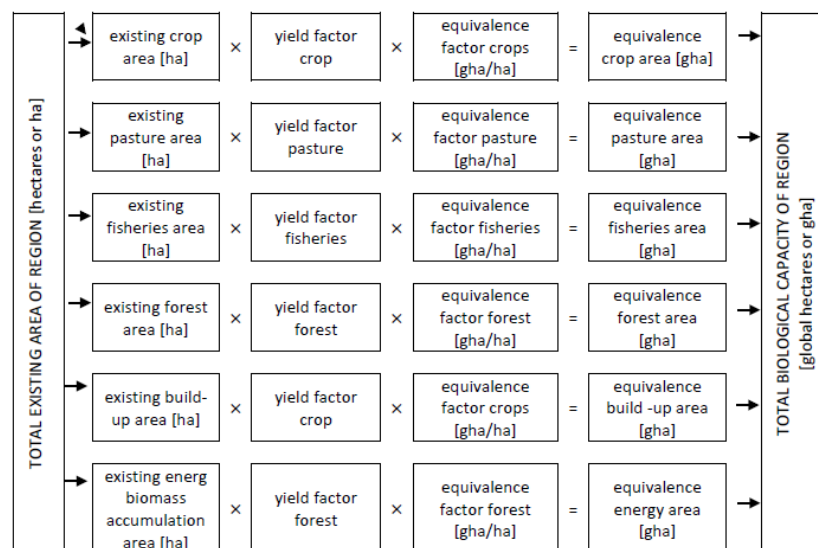 TOTAL EXISTING AREA OF REGION [hectares or ha]
existing crop
area [ha]
×
yield factor
crop
×
equivalence
factor crops
[gha/ha]
=
equivalence
crop area [gha]
existing
pasture area
[ha]
×
yield factor
pasture
×
equivalence
factor pasture
[gha/ha]
=
equivalence
pasture area
[gha]
existing
fisheries area
[ha]
×
yield factor
fisheries
×
equivalence
factor fisheries
[gha/ha]
=
equivalence
fisheries area
[gha]
existing forest
area [ha]
×
yield factor
forest
×
equivalence
factor forest
[gha/ha]
=
equivalence
forest area
[gha]
existing build-
up area [ha]
×
yield factor
crop
×
equivalence
factor crops
[gha/ha]
=
equivalence
build -up area
[gha]
existing energ
biomass
accumulation
area [ha]
×
yield factor
forest
×
equivalence
factor forest
[gha/ha]
=
equivalence
energy area
[gha]
TOTAL BIOLOGICAL CAPACITY OF REGION
[global hectares or gha]